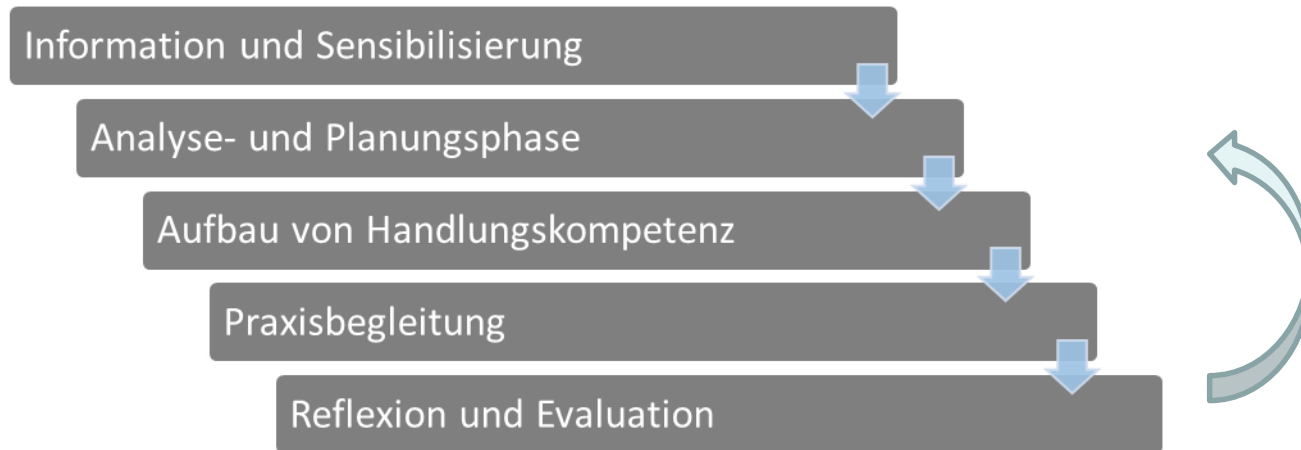 Information und Sensibilisierung
Analyse- und Planungsphase
Aufbau von Handlungskompetenz
Praxisbegleitung
Reflexion und Evaluation